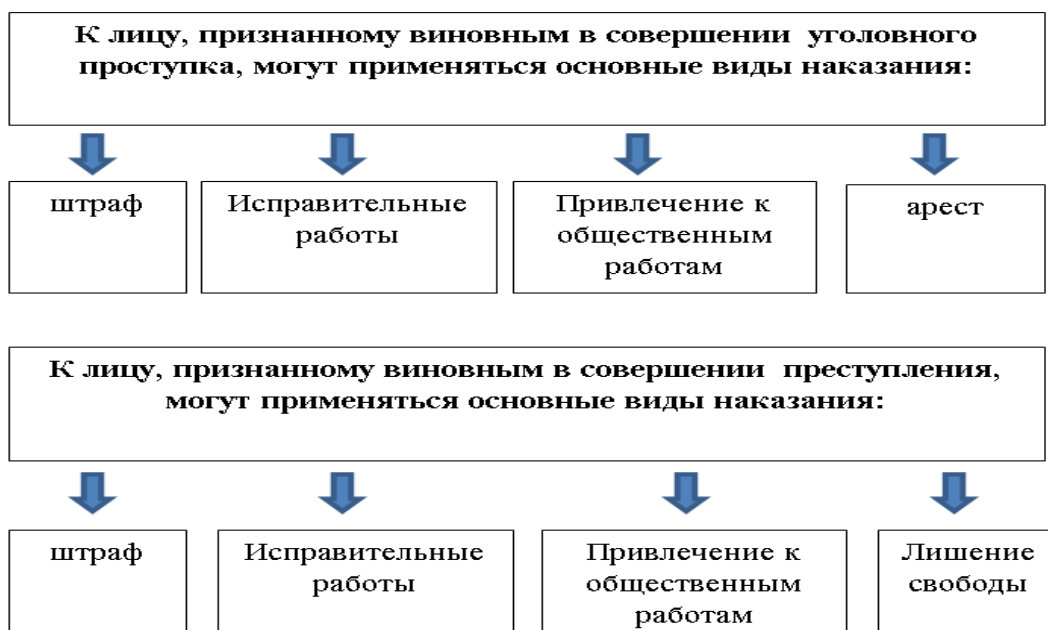 К лицу, признанному виновным в совершении уголовного
проступка, могут применяться основные виды наказания:
штраф
Исправительные
работы
Привлечение к
общественным
работам
арест
К лицу, признанному виновным в совершении преступления,
могут применяться основные виды наказания:
штраф
Исправительные
работы
Привлечение к
общественным
работам
Лишение
свободы